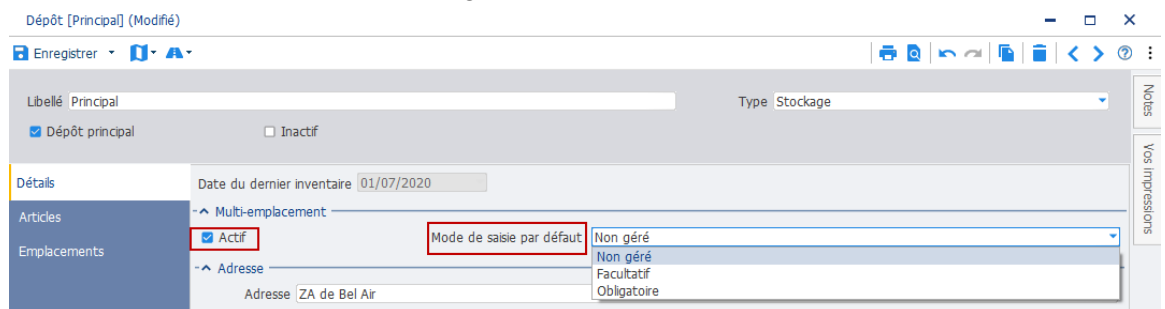 Dépôt [Principal] (Modifié)
Enregistrer
Libellé Principal Type Stockage
Dépôt principal Inactif
Notes
Vos impressions
Détails
Articles
Emplacements
Date du dernier inventaire 01/07/2020
Multi-emplacement
Actif Mode de saisie par défaut Non géré
Non géré
Facultatif
Obligatoire
Adresse
Adresse ZA de Bel Air